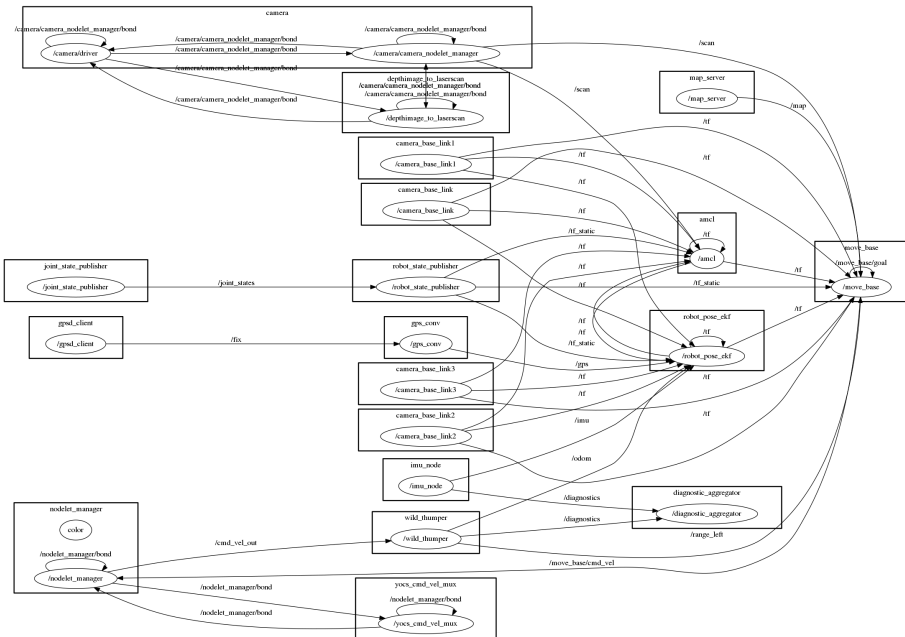 camera
/camera/camera_nodelet_manager/bond
/camera/driver
/camera/camera_nodelet_manager/bond
/camera/camera_nodelet_manager/bond
/camera/camera_nodelet_manager/bond
/camera/camera_nodelet_manager
/scan
/camera/camera_nodelet_manager/bond
/camera/camera_nodelet_manager/bond
depthimage_to_laserscan
/camera/camera_nodelet_manager/bond
/camera/camera_nodelet_manager/bond
/depthimage_to_laserscan
/scan
map_server
/map_server
/map
camera_base_link1
/camera_base_link1
/tf
/tf
/tf
camera_base_link
/camera_base_link
/tf
/tf
/tf_static
/tf
/tf
amcl
/tf
/amcl
/tf
move_base
/move_base/goal
/move_base
joint_state_publisher
/joint_state_publisher
/joint_states
robot_state_publisher
/robot_state_publisher
/tf_static
/tf
/tf
/tf_static
gpsd_client
/gpsd_client
/fix
gps_conv
/gps_conv
/gps
robot_pose_ekf
/tf
/robot_pose_ekf
/tf
camera_base_link3
/camera_base_link3
/tf
/tf
camera_base_link2
/camera_base_link2
/tf
/tf
/imu
imu_node
/imu_node
/odom
/diagnostics
diagnostic_aggregator
/diagnostic_aggregator
nodelet_manager
color
/nodelet_manager/bond
/nodelet_manager
/cmd_vel_out
wild_thumper
/wild_thumper
/diagnostics
/range_left
/move_base/cmd_vel
/nodelet_manager/bond
/nodelet_manager/bond
yocs_cmd_vel_mux
/nodelet_manager/bond
/yocs_cmd_vel_mux